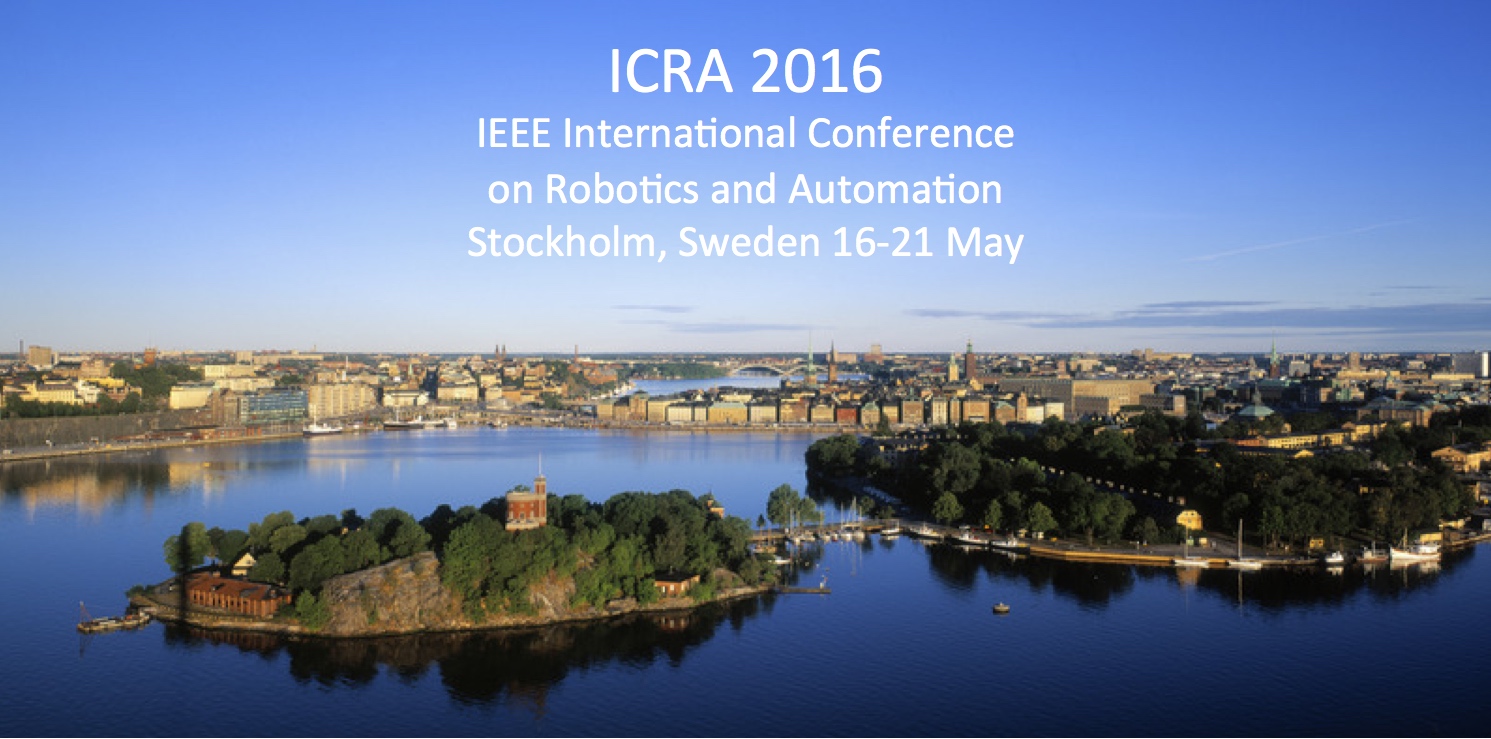 ICRA 2016
IEEE International Conference
on Robotics and Automation
Stockholm, Sweden 16-21 May